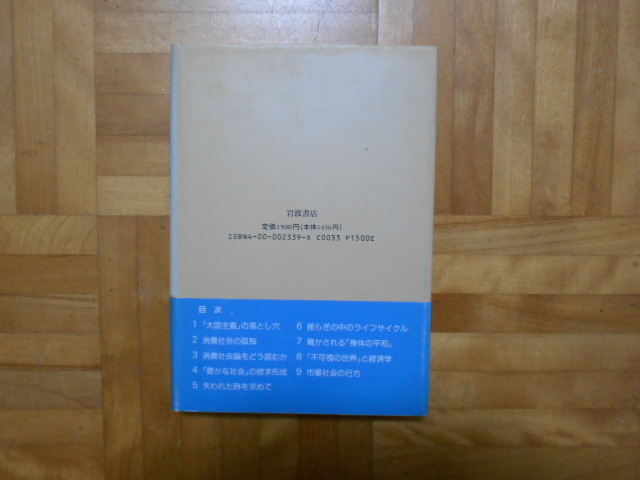 岩波書店
定価1500円(本体1456円)
ISBN4-00-002339-X C0033 P1500E
目 次
1 「大国主義」の落とし穴
2 消費社会の孤独
3 消費社会論をどう読むか
4 「豊かな社会」の欲求形成
5 失われた時を求めて
6 揺らぎの中のライフサイクル
7 脅かされる「身体の平和」
8 「不可視の世界」と経済学
9 市場社会の行方